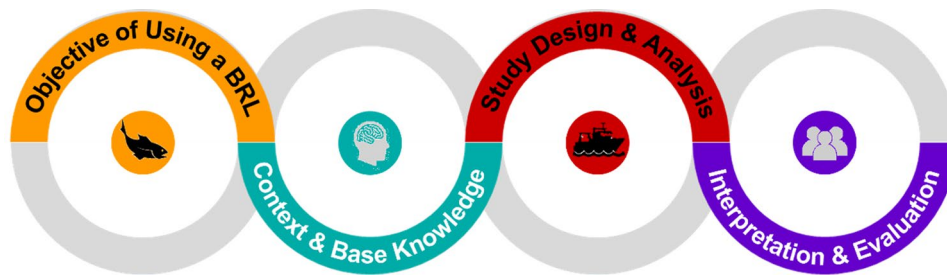 Objective of Using a BRL
Context & Base Knowledge
Study Design & Analysis
Interpretation & Evaluation